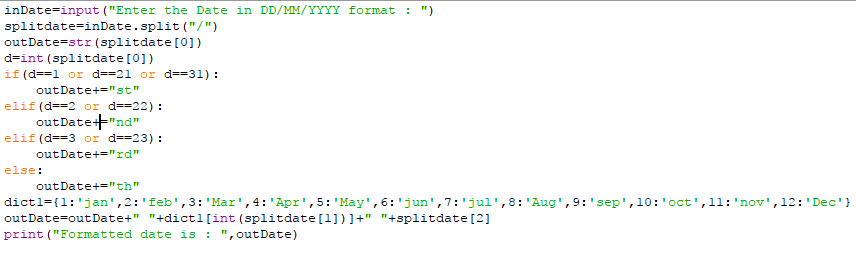 inDate=input("Enter the Date in DD/MM/YYYY format : ")
splitdate=inDate.split("/")
outDate=str(splitdate[0])
d=int(splitdate[0])
if(d==1 or d==21 or d==31):
    outDate+="st"
elif(d==2 or d==22):
    outDate+="nd"
elif(d==3 or d==23):
    outDate+="rd"
else:
    outDate+="th"
dict1={1:'jan',2:'feb',3:'Mar',4:'Apr',5:'May',6:'jun',7:'jul',8:'Aug',9:'sep',10:'oct',11:'nov',12:'Dec'}
outDate=outDate+" "+dict1[int(splitdate[1])]+" "+splitdate[2]
print("Formatted date is : ",outDate)